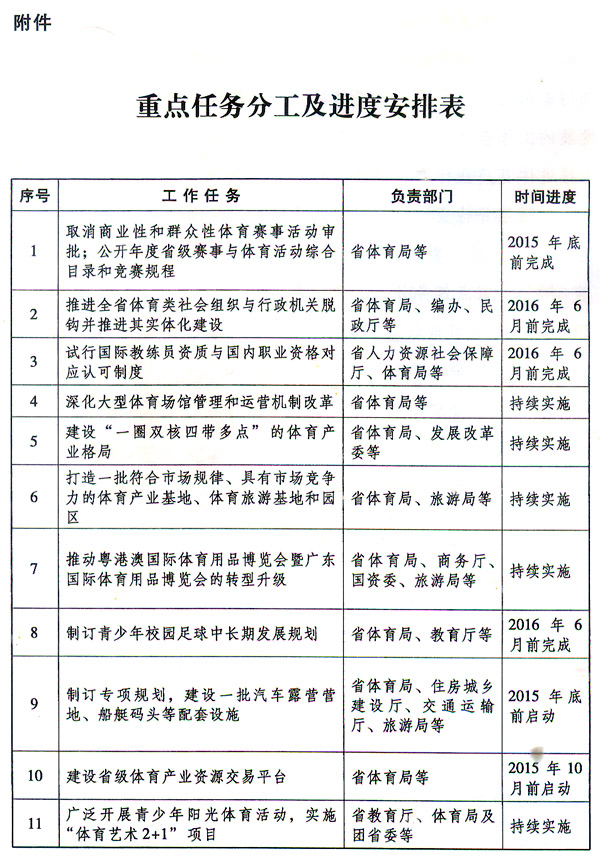 附件
重点任务分工及进度安排表
序号 工作任务 负责部门 时间进度
1
取消商业性和群众性体育赛事活动审
批；公开年度省级赛事与体育活动综合
目录和竞赛规程
省体育局等
2015 年底
前完成
2
推进全省体育类社会组织与行政机关脱
钩并推进其实体化建设
省体育局、编办、民
政厅等
2016 年 6
月前完成
3
试行国际教练员资质与国内职业资格对
应认可制度
省人力资源社会保障
厅、体育局等
2016 年 6
月前完成
4
深化大型体育场馆管理和运营机制改革
省体育局等
持续实施
5
建设“一圈双核四带多点”的体育产
业格局
省体育局、发展改革
委等
持续实施
6
打造一批符合市场规律、具有市场竞争
力的体育产业基地、体育旅游基地和园
区
省体育局、旅游局等
持续实施
7
推动粤港澳国际体育用品博览会暨广东
国际体育用品博览会的转型升级
省体育局、商务厅、
国资委、旅游局等
持续实施
8
制订青少年校园足球中长期发展规划
省体育局、教育厅等
2016 年 6
月前完成
9
制订专项规划，建设一批汽车露营营
地、船艇码头等配套设施
省体育局、住房城乡
建设厅、交通运输
厅、旅游局等
2015 年底
前启动
10
建设省级体育产业资源交易平台
省体育局等
2015 年 10
月前启动
11
广泛开展青少年阳光体育活动，实施
“体育艺术2+1”项目
省教育厅、体育局及
团省委等
持续实施